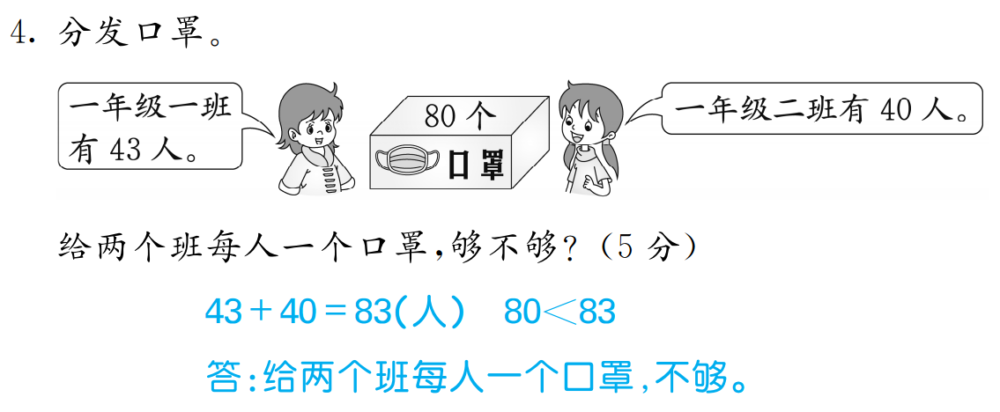 4. 分发口罩。
一年级一班
有 43 人。
80 个
口罩
一年级二班有 40 人。
给两个班每人一个口罩,够不够?(5 分)
43+40=83(人) 80<83
答:给两个班每人一个口罩,不够。